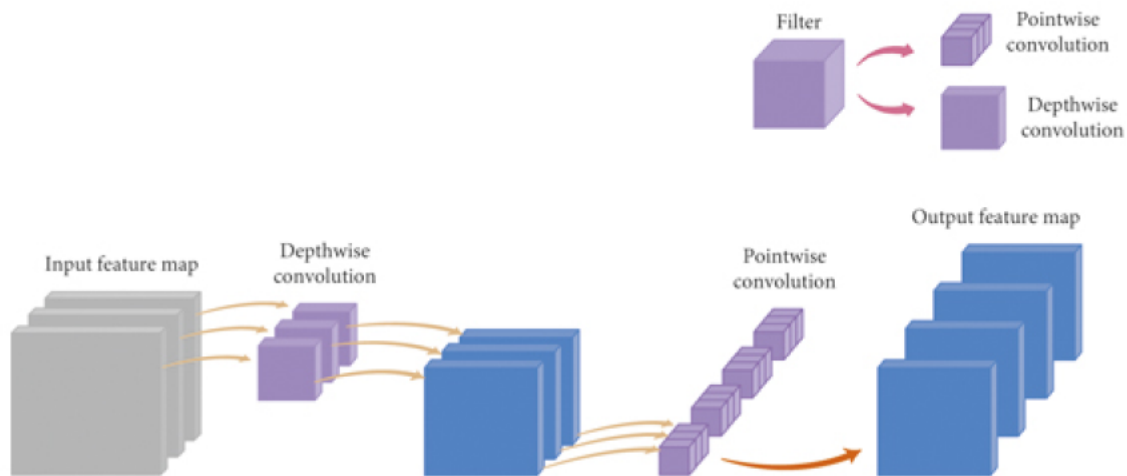 Filter
Pointwise
convolution
Depthwise
convolution
Input feature map
Depthwise
convolution
Pointwise
convolution
Output feature map